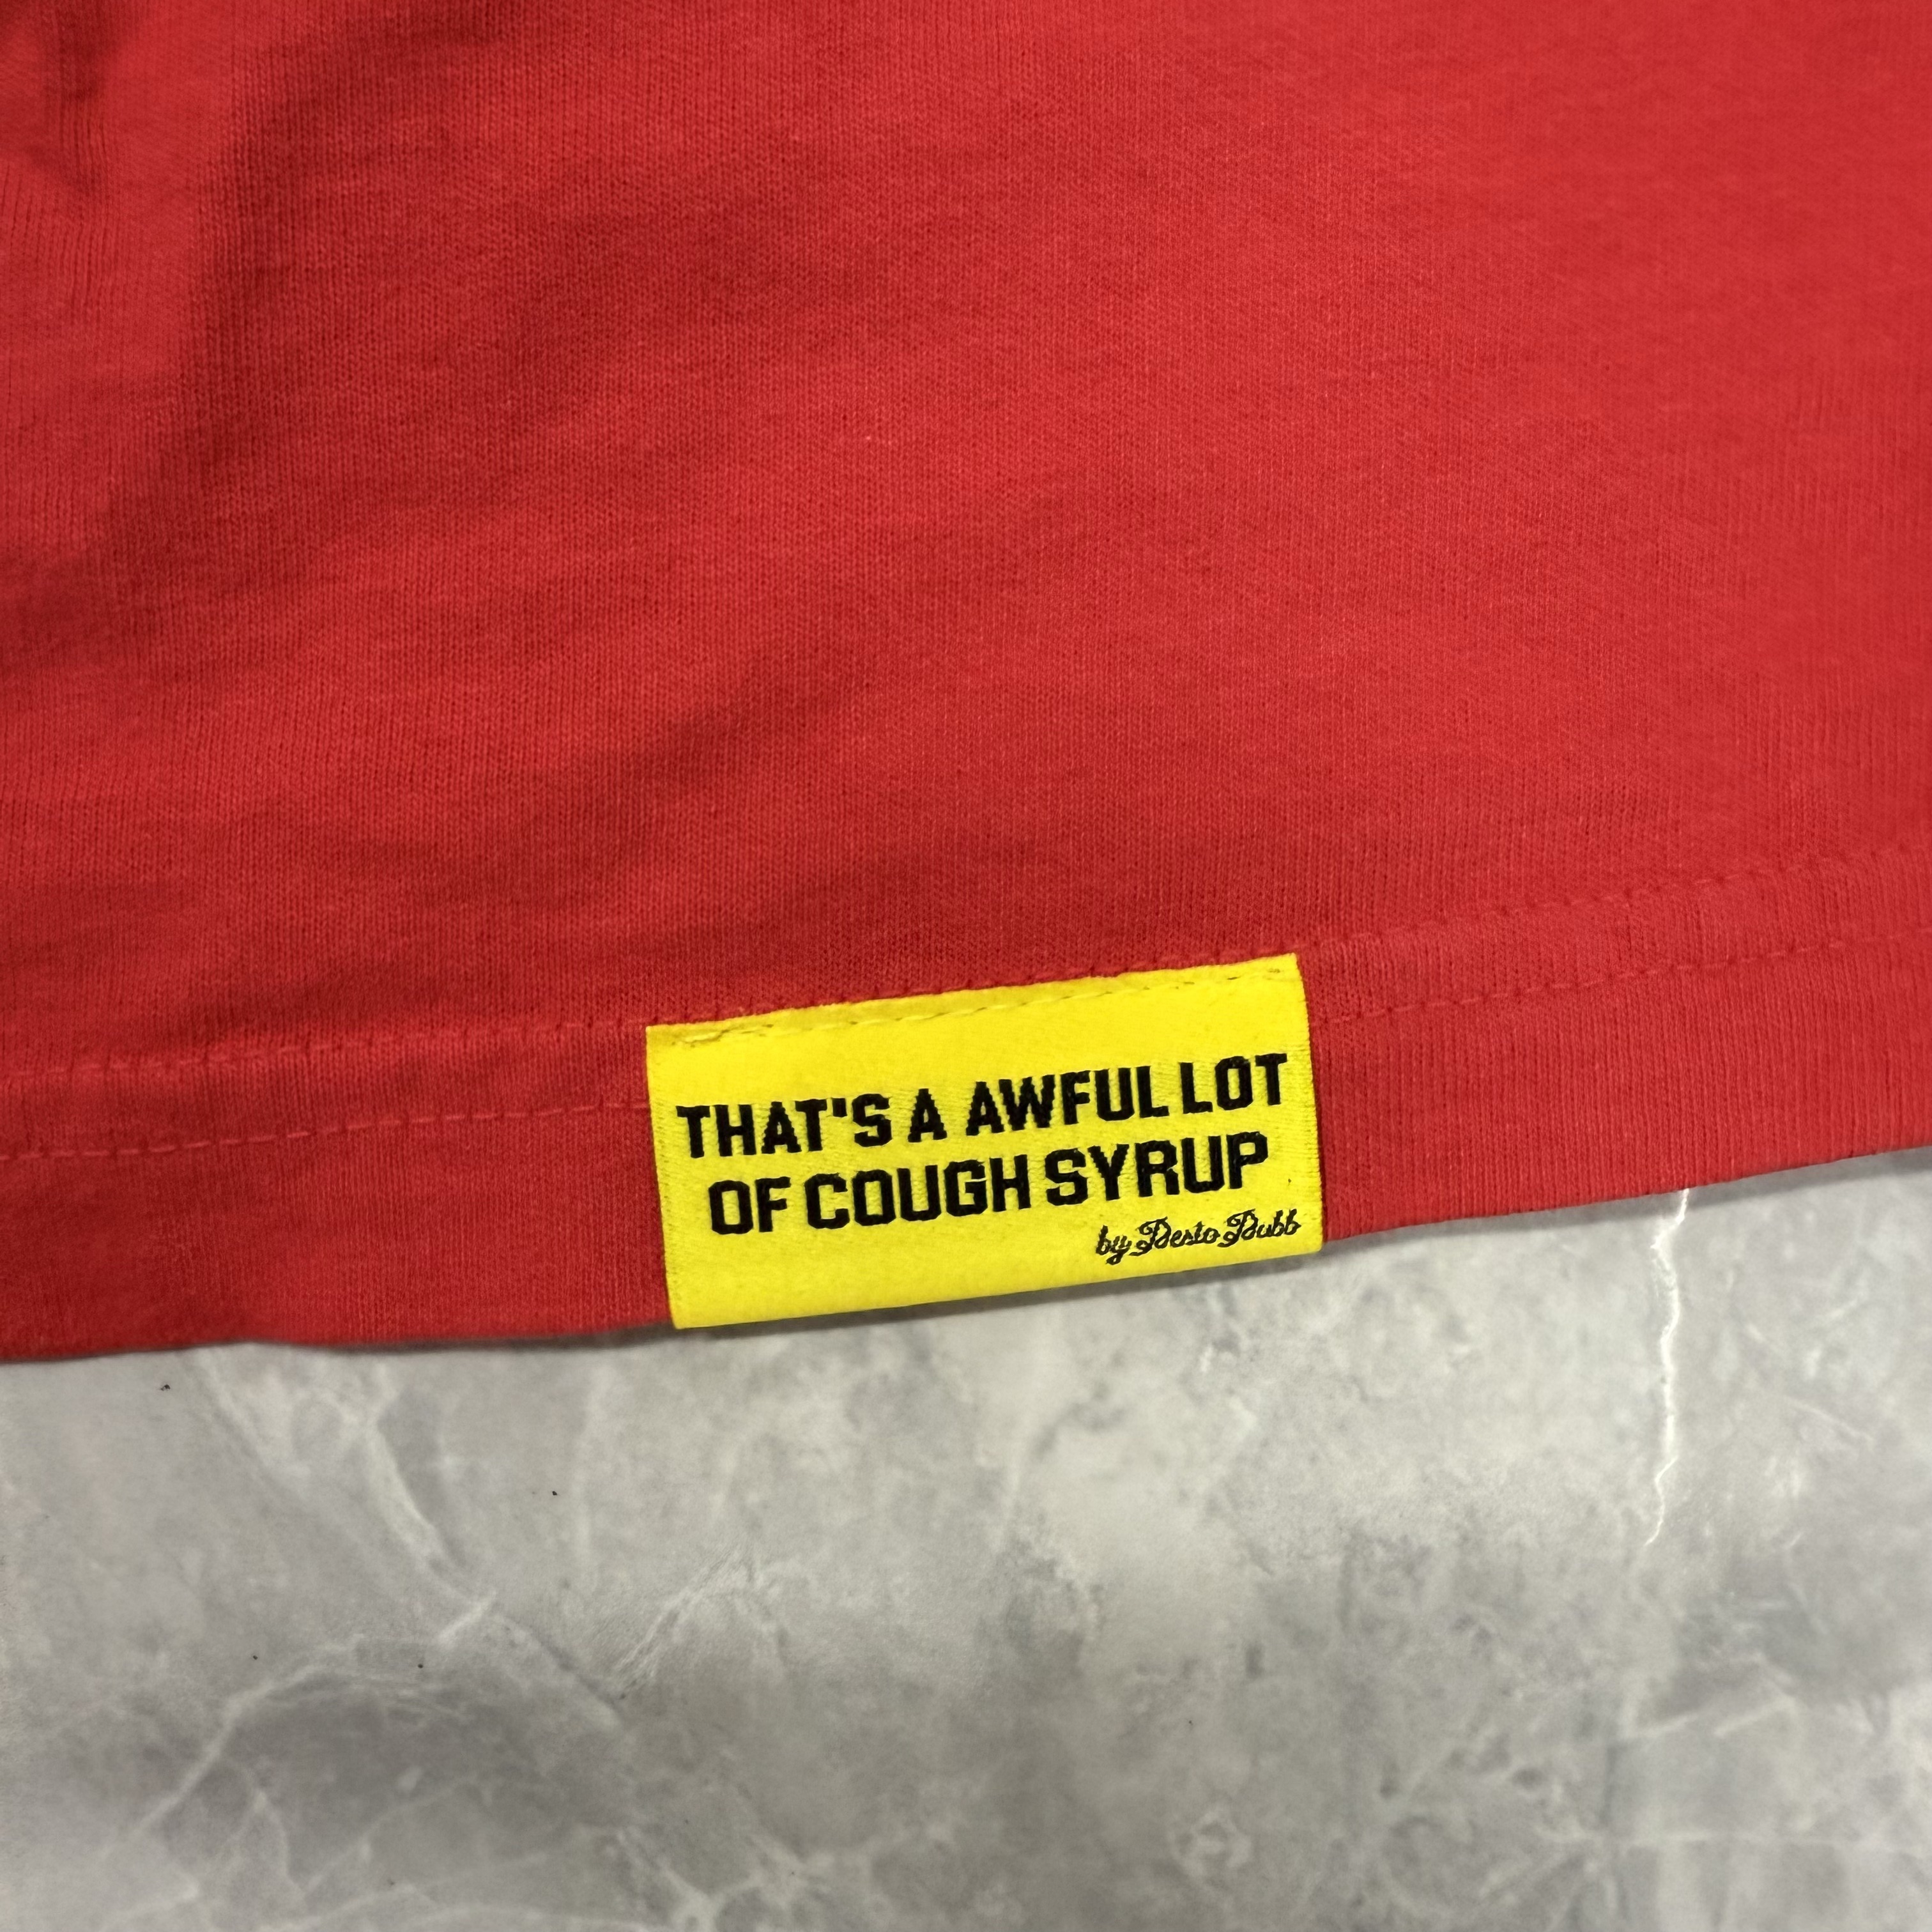 THAT'S A AWFUL LOT
OF COUGH SYRUP
by Desto Dubb